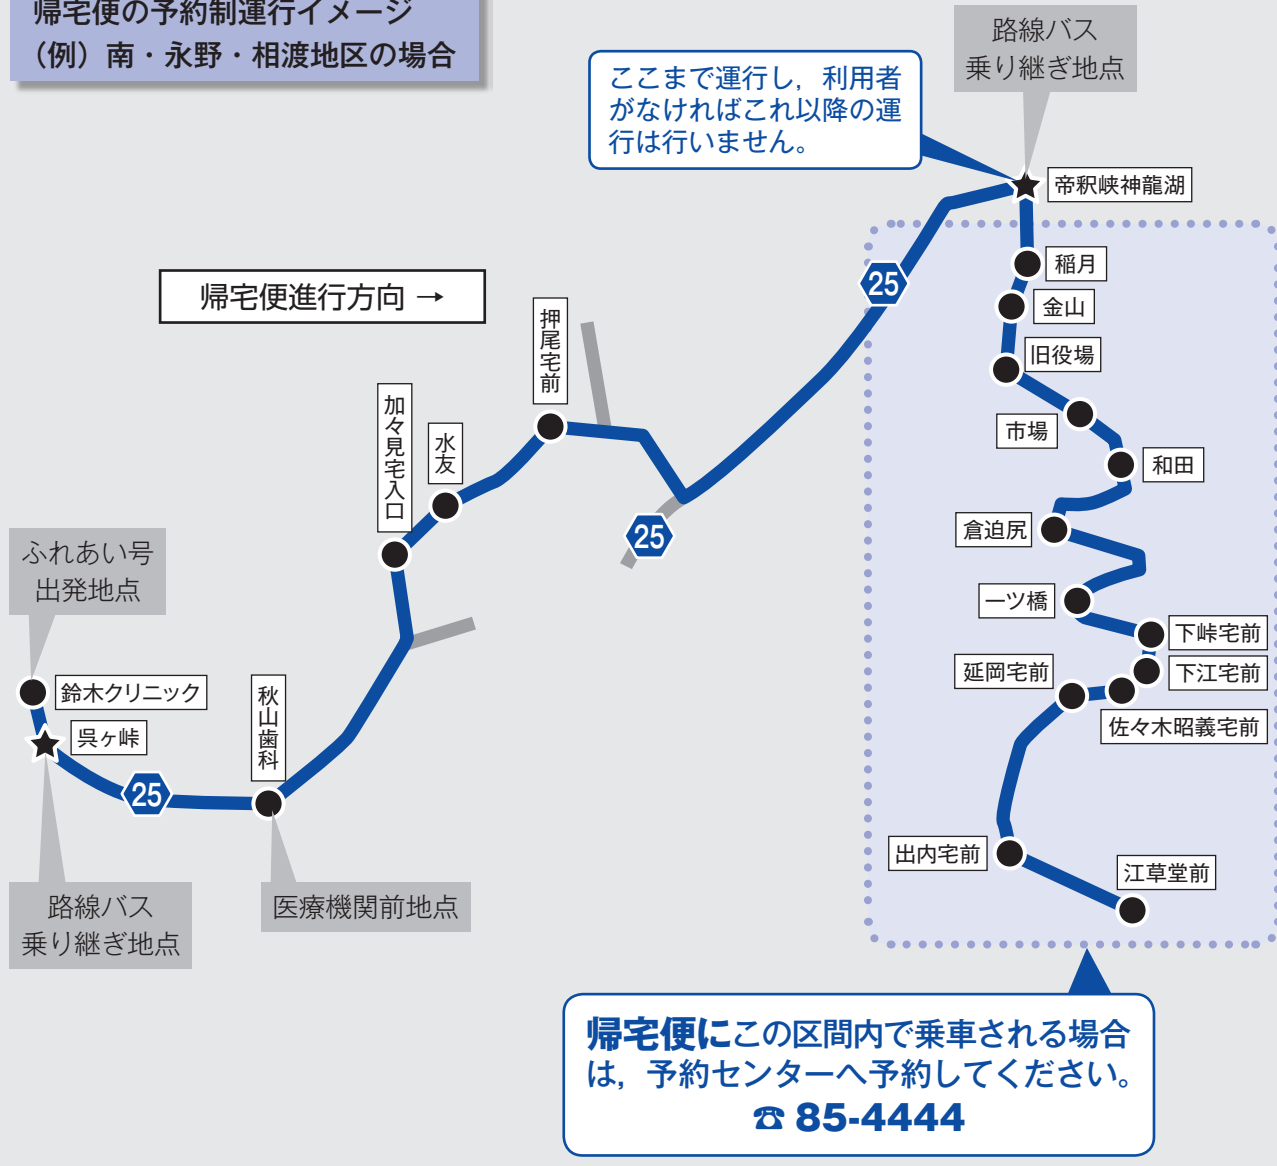 帰宅便の予約制運行イメージ
（例）南・永野・相渡地区の場合
路線バス
乗り継ぎ地点
ここまで運行し，利用者
がなければこれ以降の運
行は行いません。
帝釈峡神龍湖
帰宅便進行方向 →
25
稲月
金山
旧役場
市場
和田
倉迫尻
一ツ橋
下峠宅前
下江宅前
佐々木昭義宅前
延岡宅前
出内宅前
江草堂前
押尾宅前
水友
加々見宅入口
25
ふれあい号
出発地点
鈴木クリニック
呉ヶ峠
25
秋山歯科
路線バス
乗り継ぎ地点
医療機関前地点
帰宅便にこの区間内で乗車される場合
は，予約センターへ予約してください。
☎ 85-4444